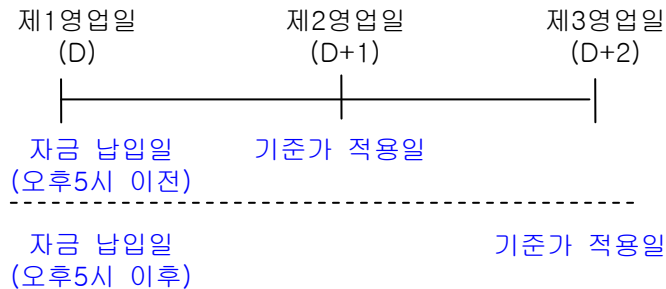 제1영업일 제2영업일 제3영업일
(D) (D+1) (D+2)
자금 납입일 기준가 적용일
(오후5시 이전)
자금 납입일 기준가 적용일
(오후5시 이후)